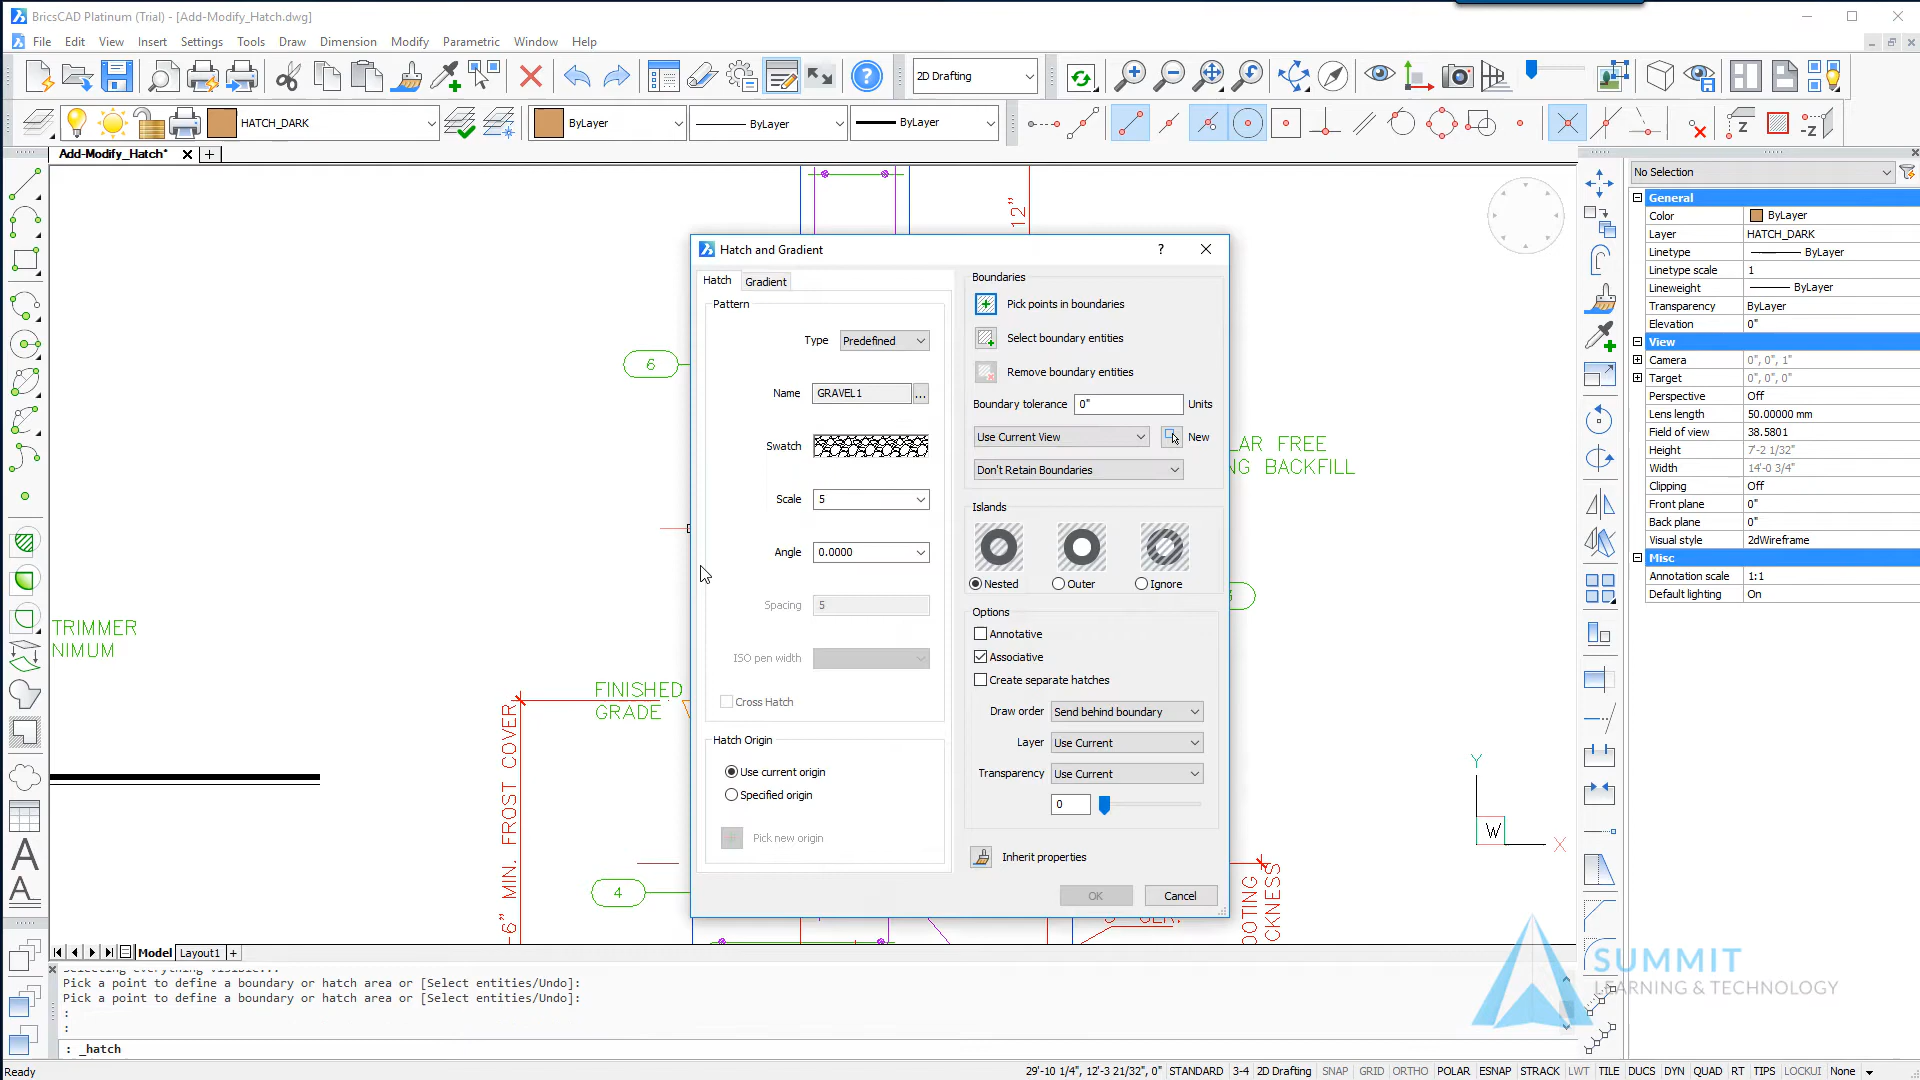 BricsCAD Platinum (Trial) - [Add-Modify_Hatch.dwg]
File Edit View Insert Settings Tools Draw Dimension Modify Parametric Window Help
2D Drafting
HATCH_DARK ByLayer ByLayer ByLayer
Add-Modify_Hatch*
No Selection
General
Color ByLayer
Layer HATCH_DARK
Linetype ByLayer
Linetype scale 1
Lineweight ByLayer
Transparency ByLayer
Elevation 0"
View
Camera 0", 0", 1"
Target 0", 0", 0"
Perspective Off
Lens length 50.00000 mm
Field of view 38.5801
Height 7'-2 1/32"
Width 14'-0 3/4"
Clipping Off
Front plane 0"
Back plane 0"
Visual style 2dWireframe
Misc
Annotation scale 1:1
Default lighting On
12"
6
TRIMMER
NIMUM
FINISHED
GRADE
-6" MIN. FROST COVER
4
LAR FREE
NG BACKFILL
OOTING
CKNESS
Y
W
X
Hatch and Gradient
Hatch Gradient
Pattern
Type Predefined
Name GRAVEL1 ...
Swatch
Scale 5
Angle 0.0000
Spacing 5
ISO pen width
Cross Hatch
Hatch Origin
Use current origin
Specified origin
Pick new origin
Boundaries
Pick points in boundaries
Select boundary entities
Remove boundary entities
Boundary tolerance 0" Units
Use Current View New
Don't Retain Boundaries
Islands
Nested Outer Ignore
Options
Annotative
Associative
Create separate hatches
Draw order Send behind boundary
Layer Use Current
Transparency Use Current
0
Inherit properties
OK Cancel
Model Layout1
Selecting everything visible...
Pick a point to define a boundary or hatch area or [Select entities/Undo]:
Pick a point to define a boundary or hatch area or [Select entities/Undo]:
:
:
: _hatch
SUMMIT
LEARNING & TECHNOLOGY
Ready 29'-10 1/4", 12'-3 21/32", 0" STANDARD 3-4 2D Drafting SNAP GRID ORTHO POLAR ESNAP STRACK LWT TILE DUCS DYN QUAD RT TIPS LOCKUI None